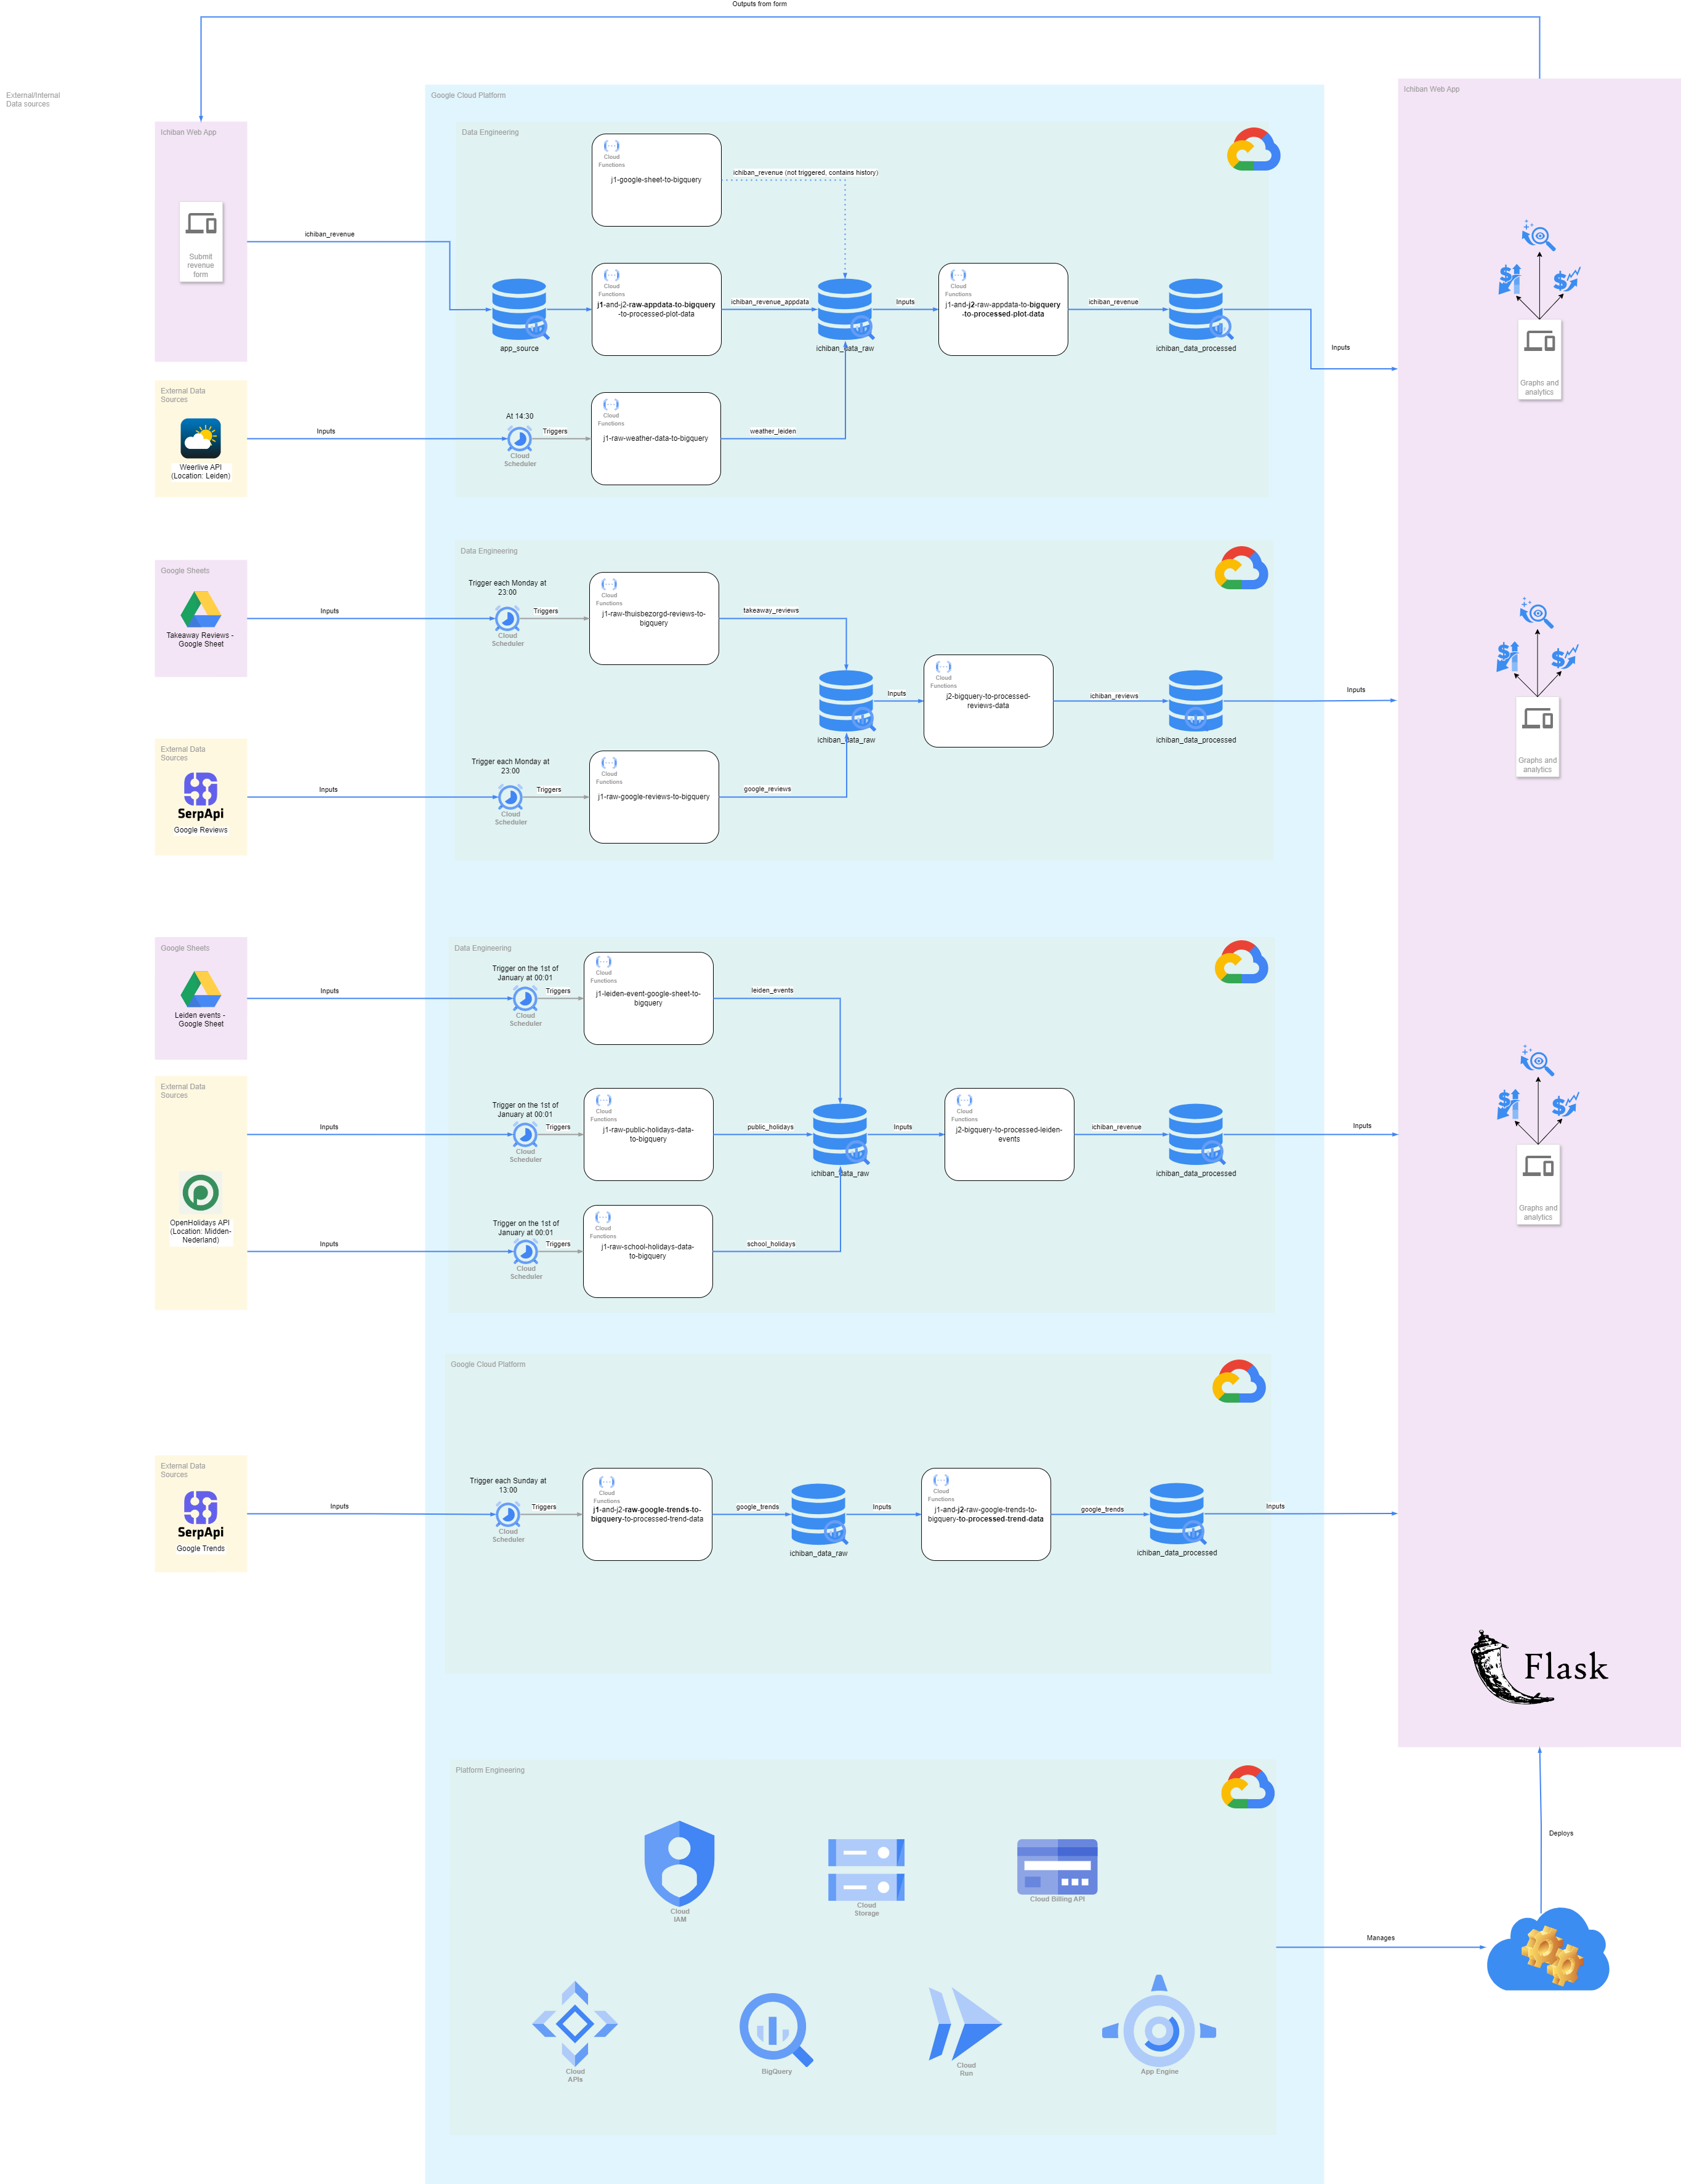 Outputs from form
External/Internal
Data sources
Google Cloud Platform
Ichiban Web App
Ichiban Web App
Submit
revenue
form
ichiban_revenue
Data Engineering
Cloud
Functions
j1-google-sheet-to-bigquery
ichiban_revenue (not triggered, contains history)
app_source
Cloud
Functions
j1-and-j2-raw-appdata-to-bigquery
-to-processed-plot-data
ichiban_revenue_appdata
ichiban_data_raw
Inputs
Cloud
Functions
j1-and-j2-raw-appdata-to-bigquery
-to-processed-plot-data
ichiban_revenue
ichiban_data_processed
Inputs
Graphs and
analytics
External Data
Sources
Weerlive API
(Location: Leiden)
Inputs
At 14:30
Cloud
Scheduler
Triggers
Cloud
Functions
j1-raw-weather-data-to-bigquery
weather_leiden
Data Engineering
Google Sheets
Takeaway Reviews -
Google Sheet
Inputs
Trigger each Monday at
23:00
Cloud
Scheduler
Triggers
Cloud
Functions
j1-raw-thuisbezorgd-reviews-to-
bigquery
takeaway_reviews
ichiban_data_raw
Inputs
Cloud
Functions
j2-bigquery-to-processed-
reviews-data
ichiban_reviews
ichiban_data_processed
Inputs
Graphs and
analytics
External Data
Sources
SerpApi
Google Reviews
Inputs
Trigger each Monday at
23:00
Cloud
Scheduler
Triggers
Cloud
Functions
j1-raw-google-reviews-to-bigquery
google_reviews
Data Engineering
Google Sheets
Leiden events -
Google Sheet
Inputs
Trigger on the 1st of
January at 00:01
Cloud
Scheduler
Triggers
Cloud
Functions
j1-leiden-event-google-sheet-to-
bigquery
leiden_events
External Data
Sources
Inputs
Trigger on the 1st of
January at 00:01
Cloud
Scheduler
Triggers
Cloud
Functions
j1-raw-public-holidays-data-
to-bigquery
public_holidays
ichiban_data_raw
Inputs
Cloud
Functions
j2-bigquery-to-processed-leiden-
events
ichiban_revenue
ichiban_data_processed
Inputs
Graphs and
analytics
OpenHolidays API
(Location: Midden-
Nederland)
Inputs
Trigger on the 1st of
January at 00:01
Cloud
Scheduler
Triggers
Cloud
Functions
j1-raw-school-holidays-data-
to-bigquery
school_holidays
Google Cloud Platform
External Data
Sources
SerpApi
Google Trends
Inputs
Trigger each Sunday at
13:00
Cloud
Scheduler
Triggers
Cloud
Functions
j1-and-j2-raw-google-trends-to-
bigquery-to-processed-trend-data
google_trends
ichiban_data_raw
Inputs
Cloud
Functions
j1-and-j2-raw-google-trends-to-
bigquery-to-processed-trend-data
google_trends
ichiban_data_processed
Inputs
Flask
Platform Engineering
Cloud
IAM
Cloud
Storage
Cloud Billing API
Cloud
APIs
BigQuery
Cloud
Run
App Engine
Manages
Deploys